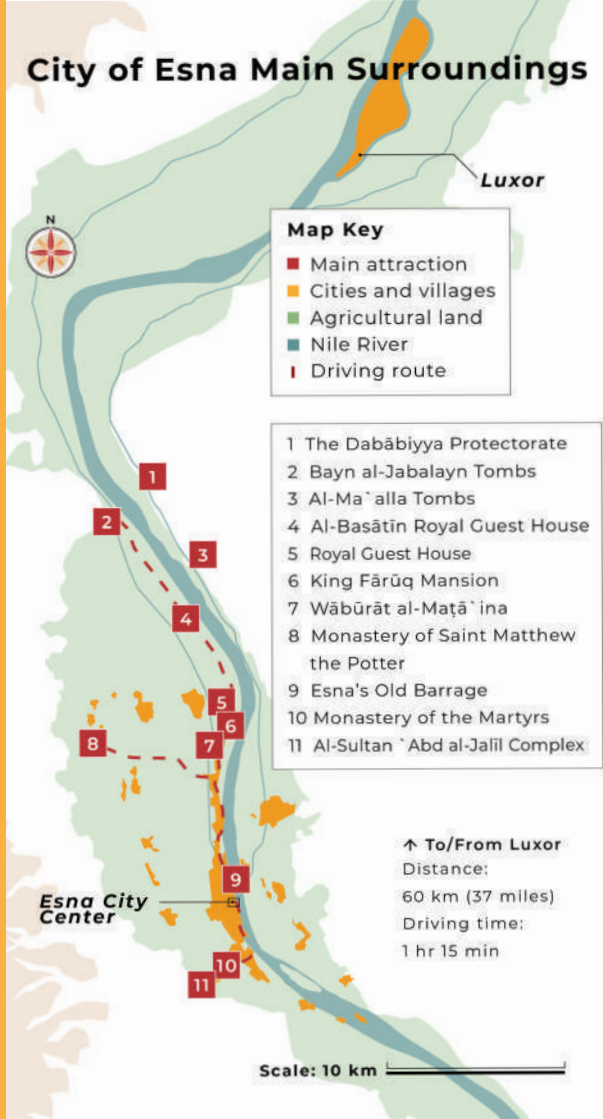 City of Esna Main Surroundings
Luxor
N
Map Key
Main attraction
Cities and villages
Agricultural land
Nile River
Driving route
1 The Dabābiyya Protectorate
2 Bayn al-Jabalayn Tombs
3 Al-Ma`alla Tombs
4 Al-Basātīn Royal Guest House
5 Royal Guest House
6 King Fārūq Mansion
7 Wābūrāt al-Maṭā`ina
8 Monastery of Saint Matthew
the Potter
9 Esna's Old Barrage
10 Monastery of the Martyrs
11 Al-Sultan `Abd al-Jalīl Complex
1
2
3
4
5
6
7
8
9
10
11
Esna City
Center
↑ To/From Luxor
Distance:
60 km (37 miles)
Driving time:
1 hr 15 min
Scale: 10 km